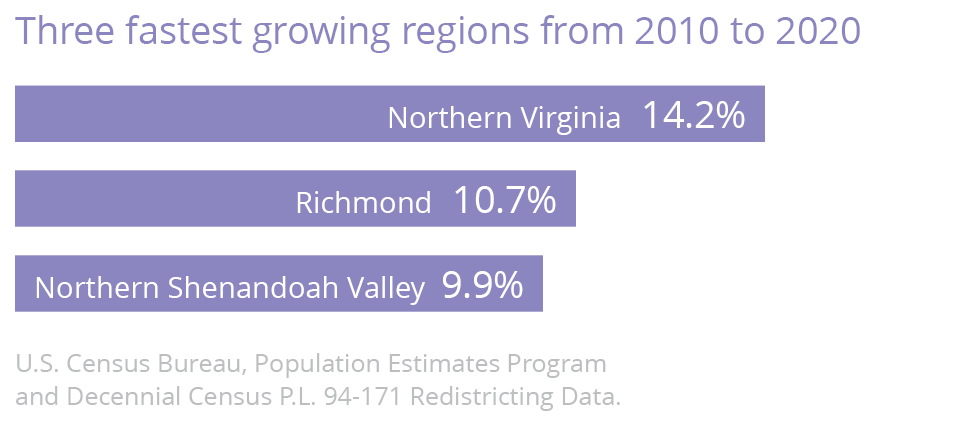 Three fastest growing regions from 2010 to 2020
Northern Virginia 14.2%
Richmond 10.7%
Northern Shenandoah Valley 9.9%
U.S. Census Bureau, Population Estimates Program
and Decennial Census P.L. 94-171 Redistricting Data.